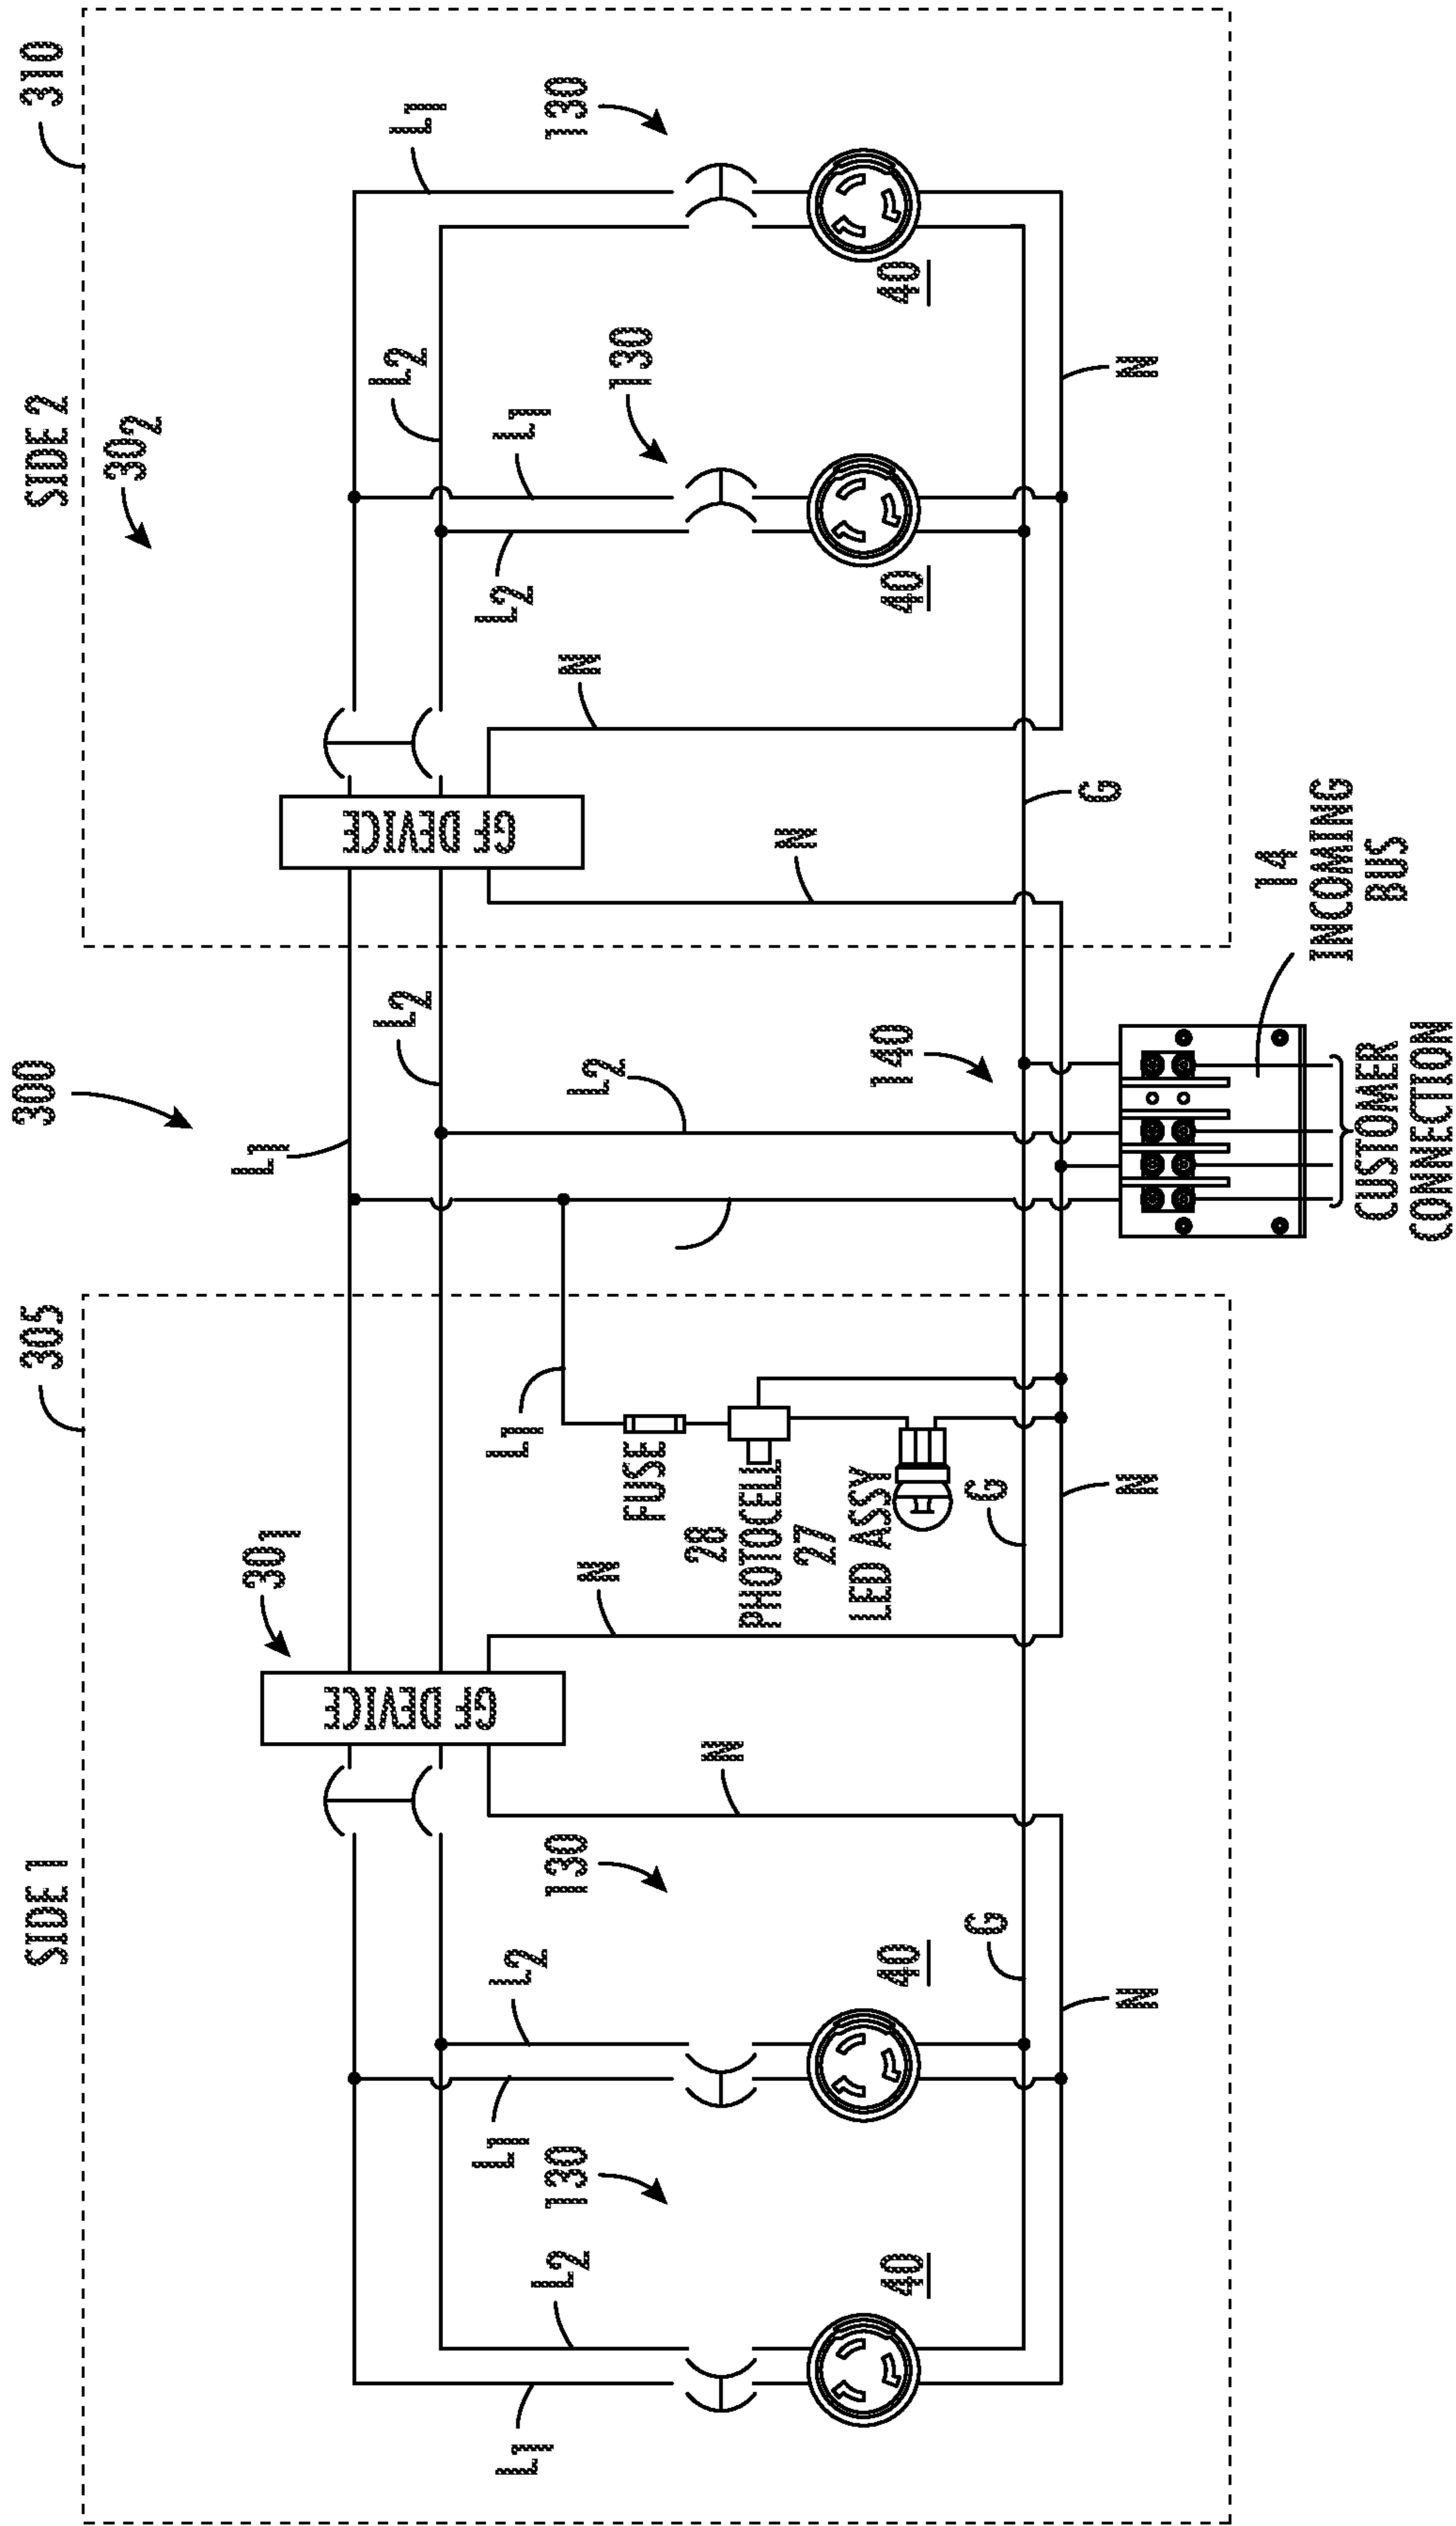 300
SIDE 1
305
SIDE 2
310
30₁
30₂
L₁
L₂
GF DEVICE
GF DEVICE
L₁
L₂
L₂
L₁
130
130
40
40
N
N
G
N
L₁
FUSE
28
PHOTOCELL
27
LED ASSY
G
N
L₂
140
14
INCOMING
BUS
CUSTOMER
CONNECTION
N
N
G
L₂
L₁
L₂
L₁
130
130
40
40
N